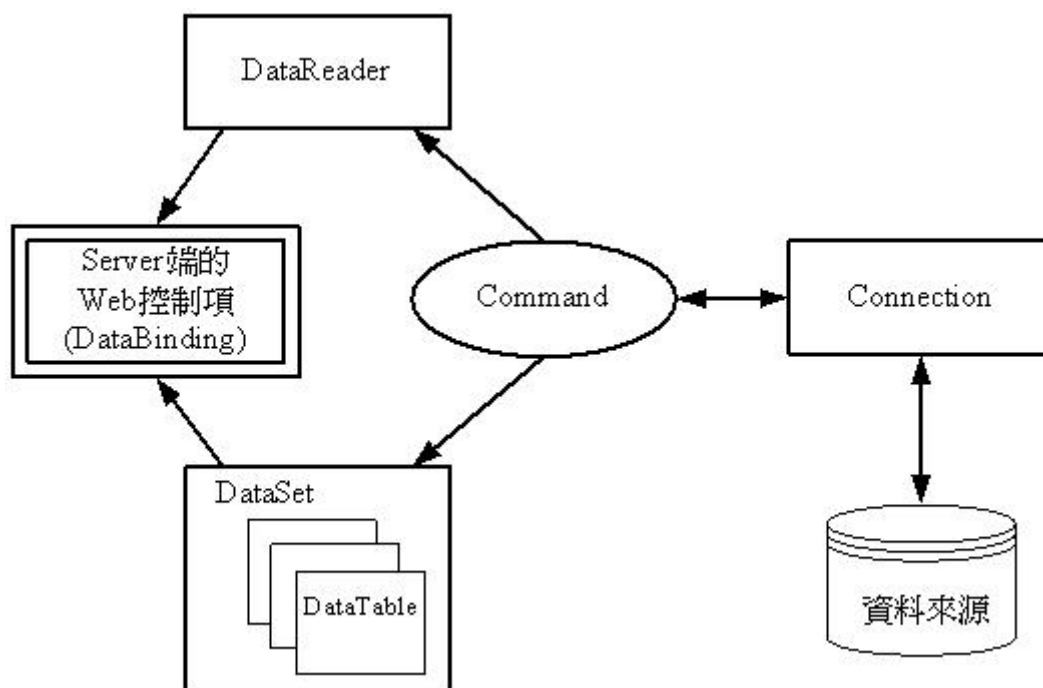 DataReader
Server端的
Web控制項
(DataBinding)
Command
Connection
DataSet
DataTable
資料來源